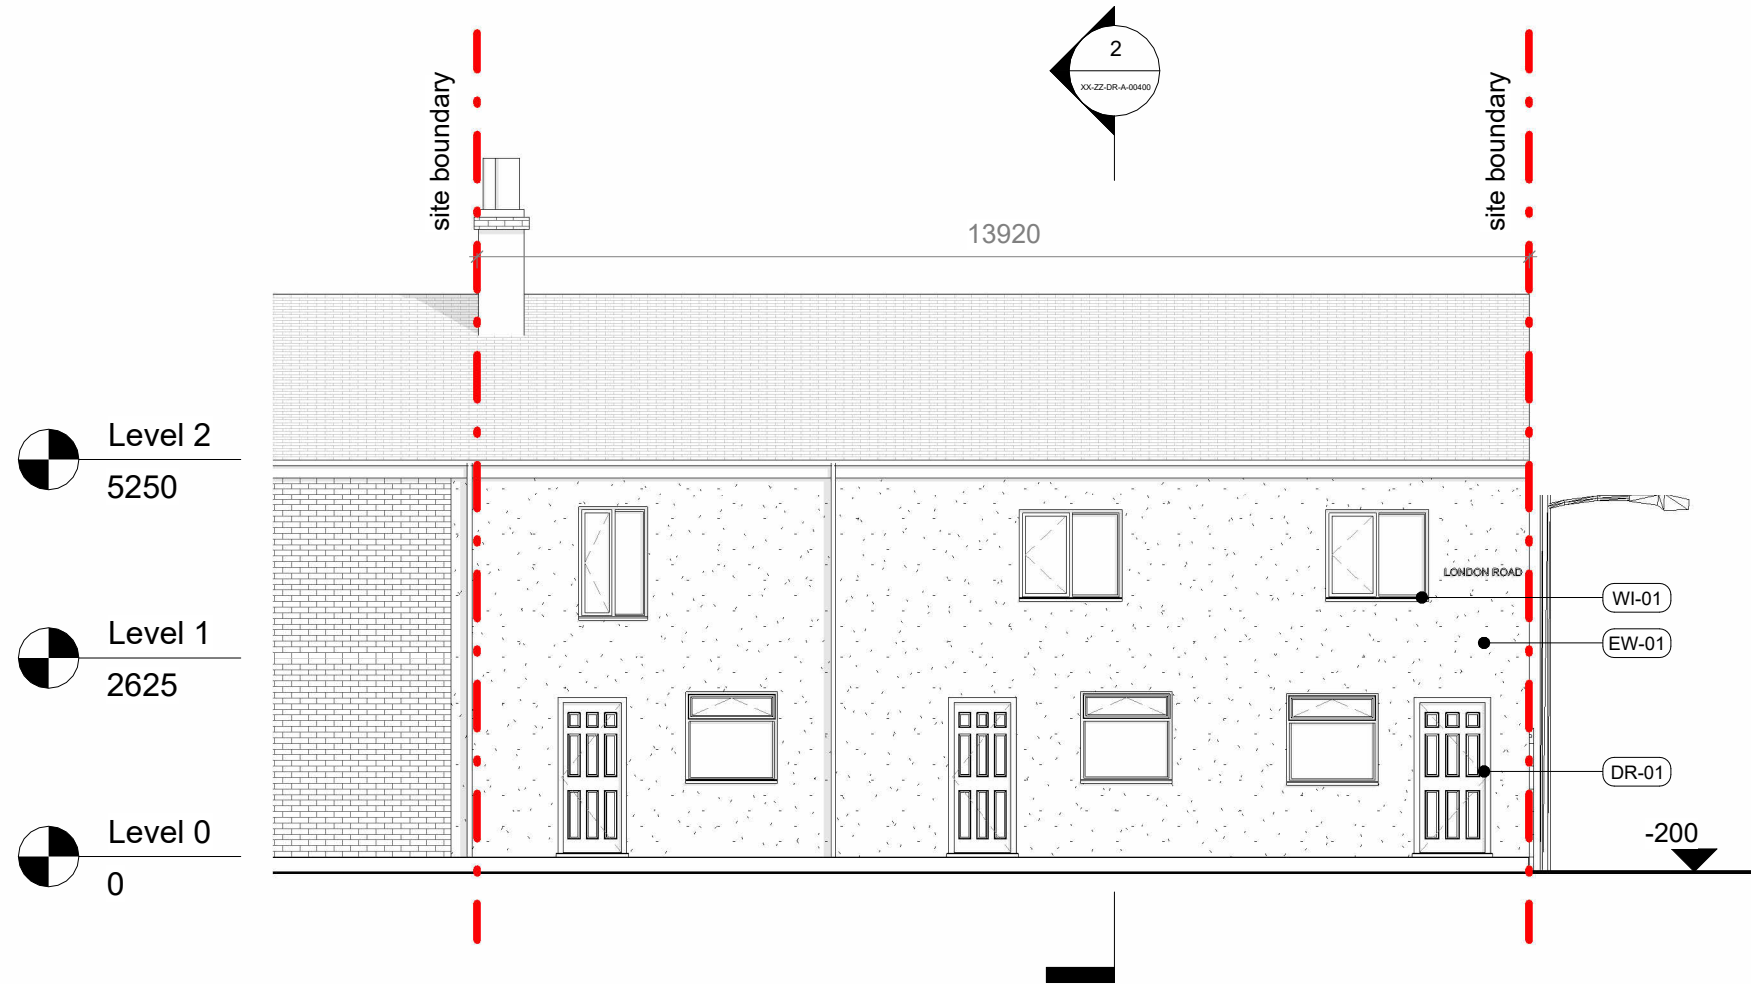 2
XX-ZZ-DR-A-00400
site boundary
site boundary
13920
Level 2
5250
LONDON ROAD
WI-01
Level 1
EW-01
2625
DR-01
Level 0
-200
0